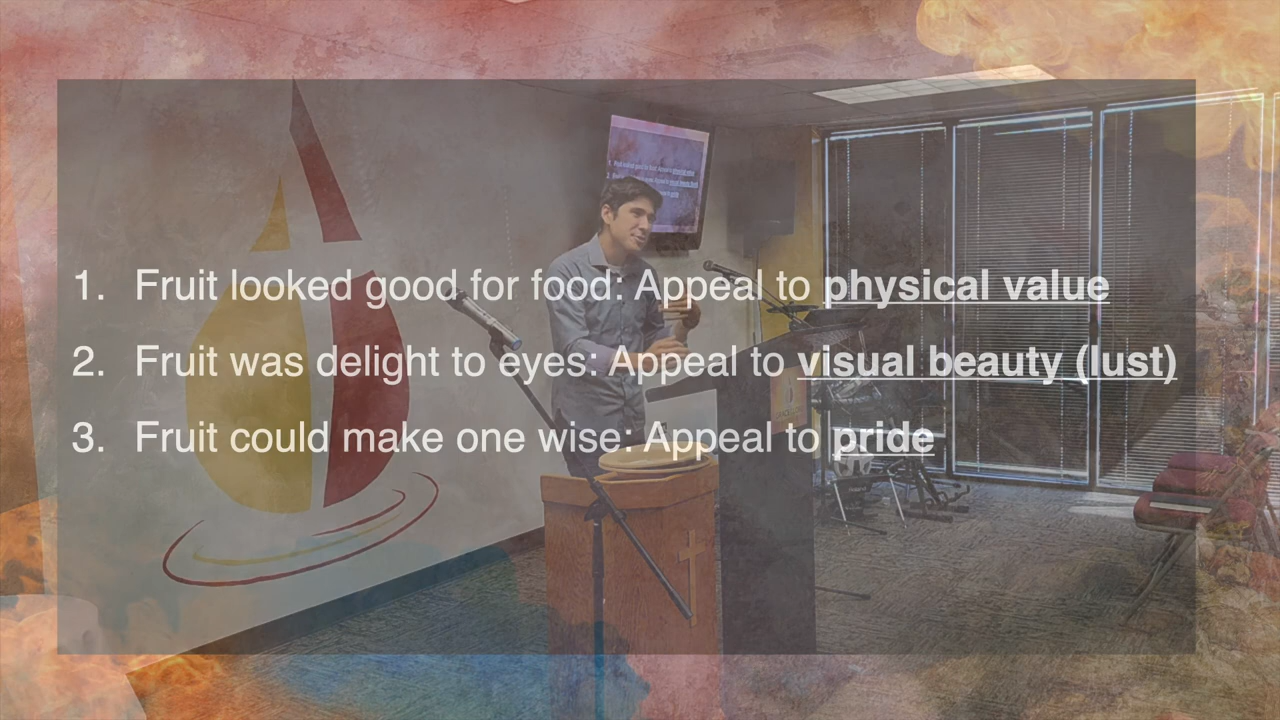 1. Fruit looked good for food: Appeal to physical value
2. Fruit was delight to eyes: Appeal to visual beauty (lust)
3. Fruit could make one wise: Appeal to pride